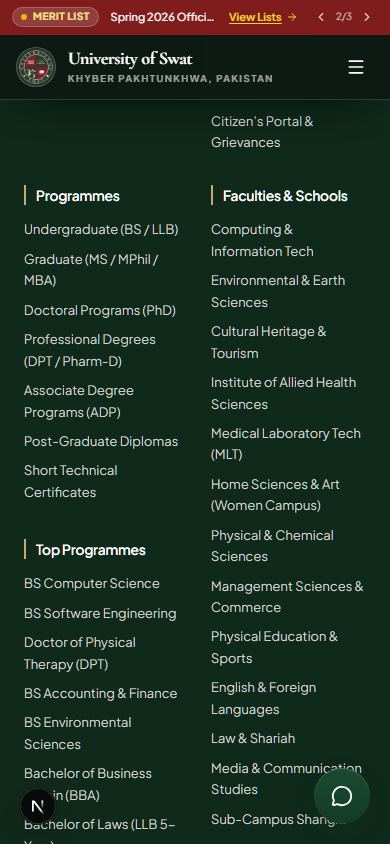 MERIT LIST Spring 2026 Offici... View Lists → 2/3
University of Swat
KHYBER PAKHTUNKHWA, PAKISTAN
Citizen's Portal &
Grievances
Programmes
Undergraduate (BS / LLB)
Graduate (MS / MPhil /
MBA)
Doctoral Programs (PhD)
Professional Degrees
(DPT / Pharm-D)
Associate Degree
Programs (ADP)
Post-Graduate Diplomas
Short Technical
Certificates
Top Programmes
BS Computer Science
BS Software Engineering
Doctor of Physical
Therapy (DPT)
BS Accounting & Finance
BS Environmental
Sciences
Bachelor of Business
in (BBA)
Bachelor of Laws (LLB 5-
N
Faculties & Schools
Computing &
Information Tech
Environmental & Earth
Sciences
Cultural Heritage &
Tourism
Institute of Allied Health
Sciences
Medical Laboratory Tech
(MLT)
Home Sciences & Art
(Women Campus)
Physical & Chemical
Sciences
Management Sciences &
Commerce
Physical Education &
Sports
English & Foreign
Languages
Law & Shariah
Media & Communication
Studies
Sub-Campus Shang